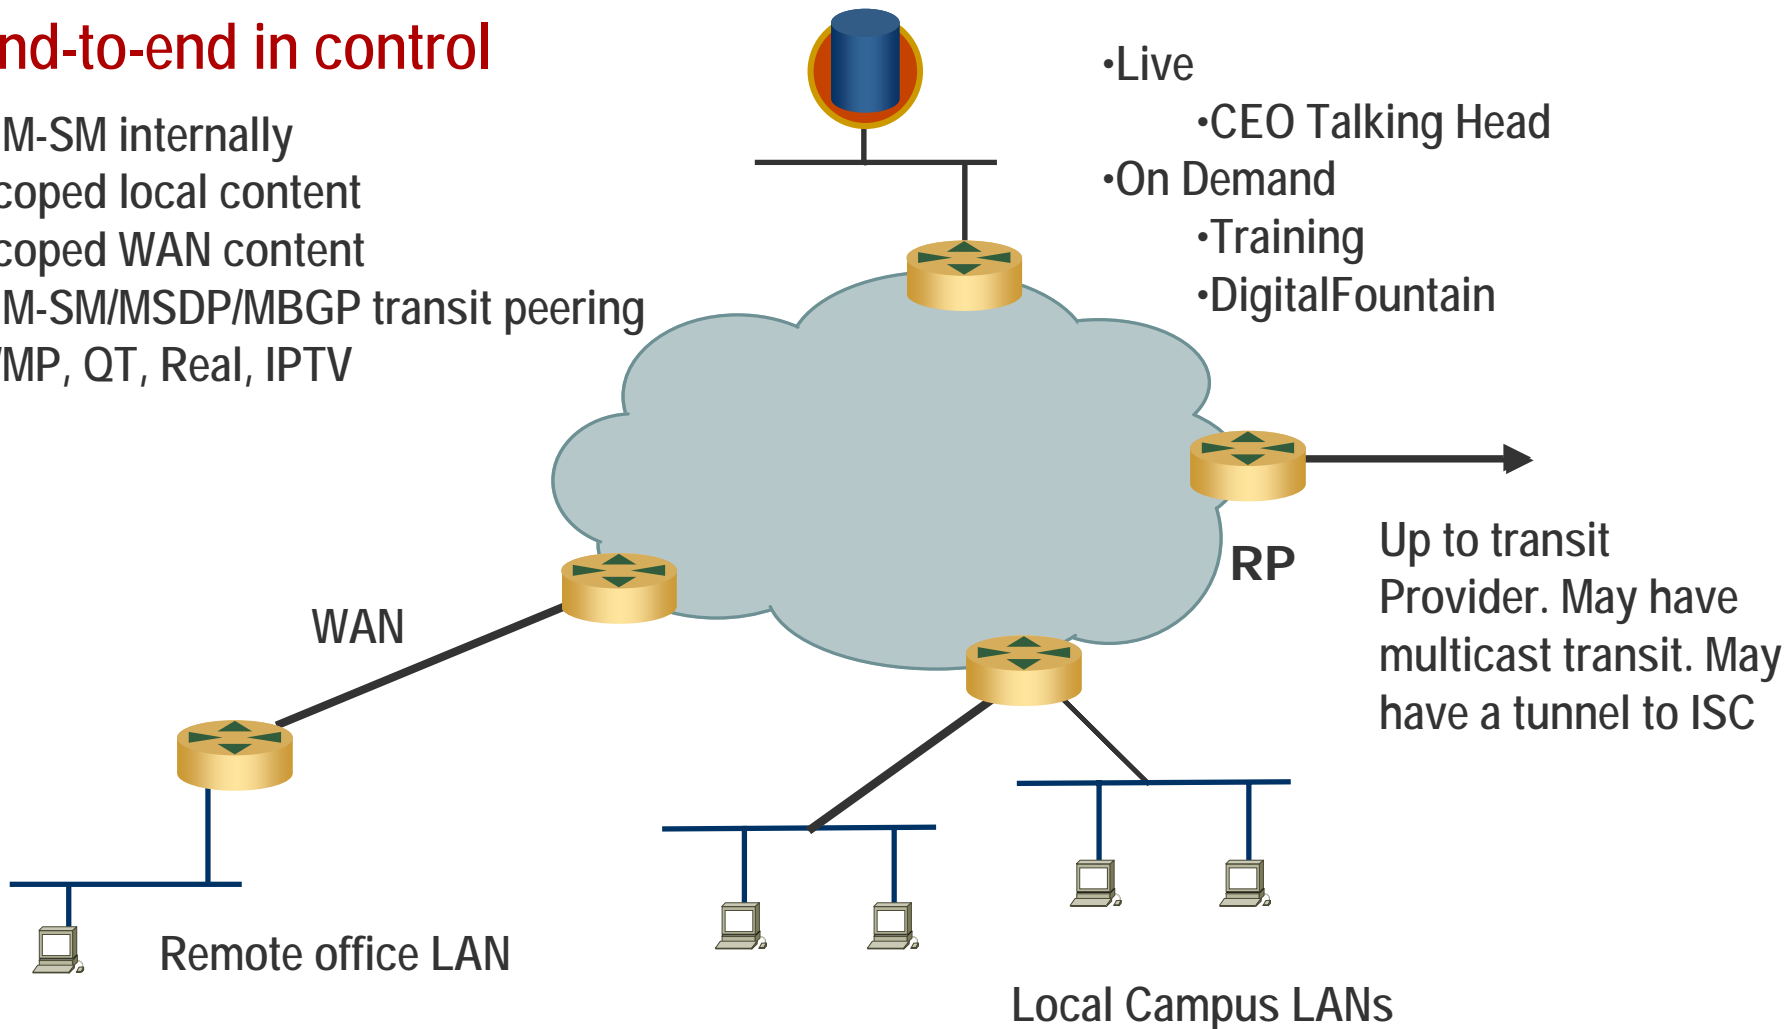 nd-to-end in control
M-SM internally
coped local content
coped WAN content
M-SM/MSDP/MBGP transit peering
MP, QT, Real, IPTV
•Live
•CEO Talking Head
•On Demand
•Training
•DigitalFountain
RP
Up to transit
Provider. May have
multicast transit. May
have a tunnel to ISC
WAN
Remote office LAN
Local Campus LANs